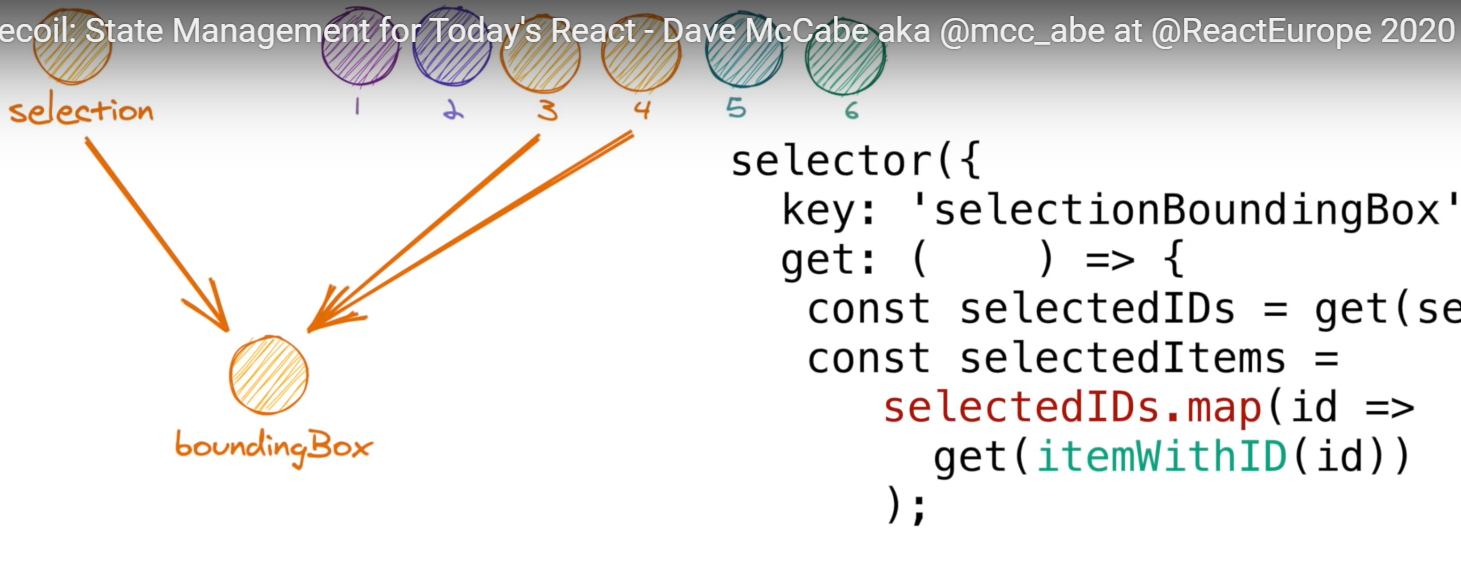 ecoil: State Management for Today's React - Dave McCabe aka @mcc_abe at @ReactEurope 2020
selection
1 2 3 4 5 6
selector({
key: 'selectionBoundingBox'
get: ( ) => {
const selectedIDs = get(se
const selectedItems =
selectedIDs.map(id =>
get(itemWithID(id))
);
boundingBox